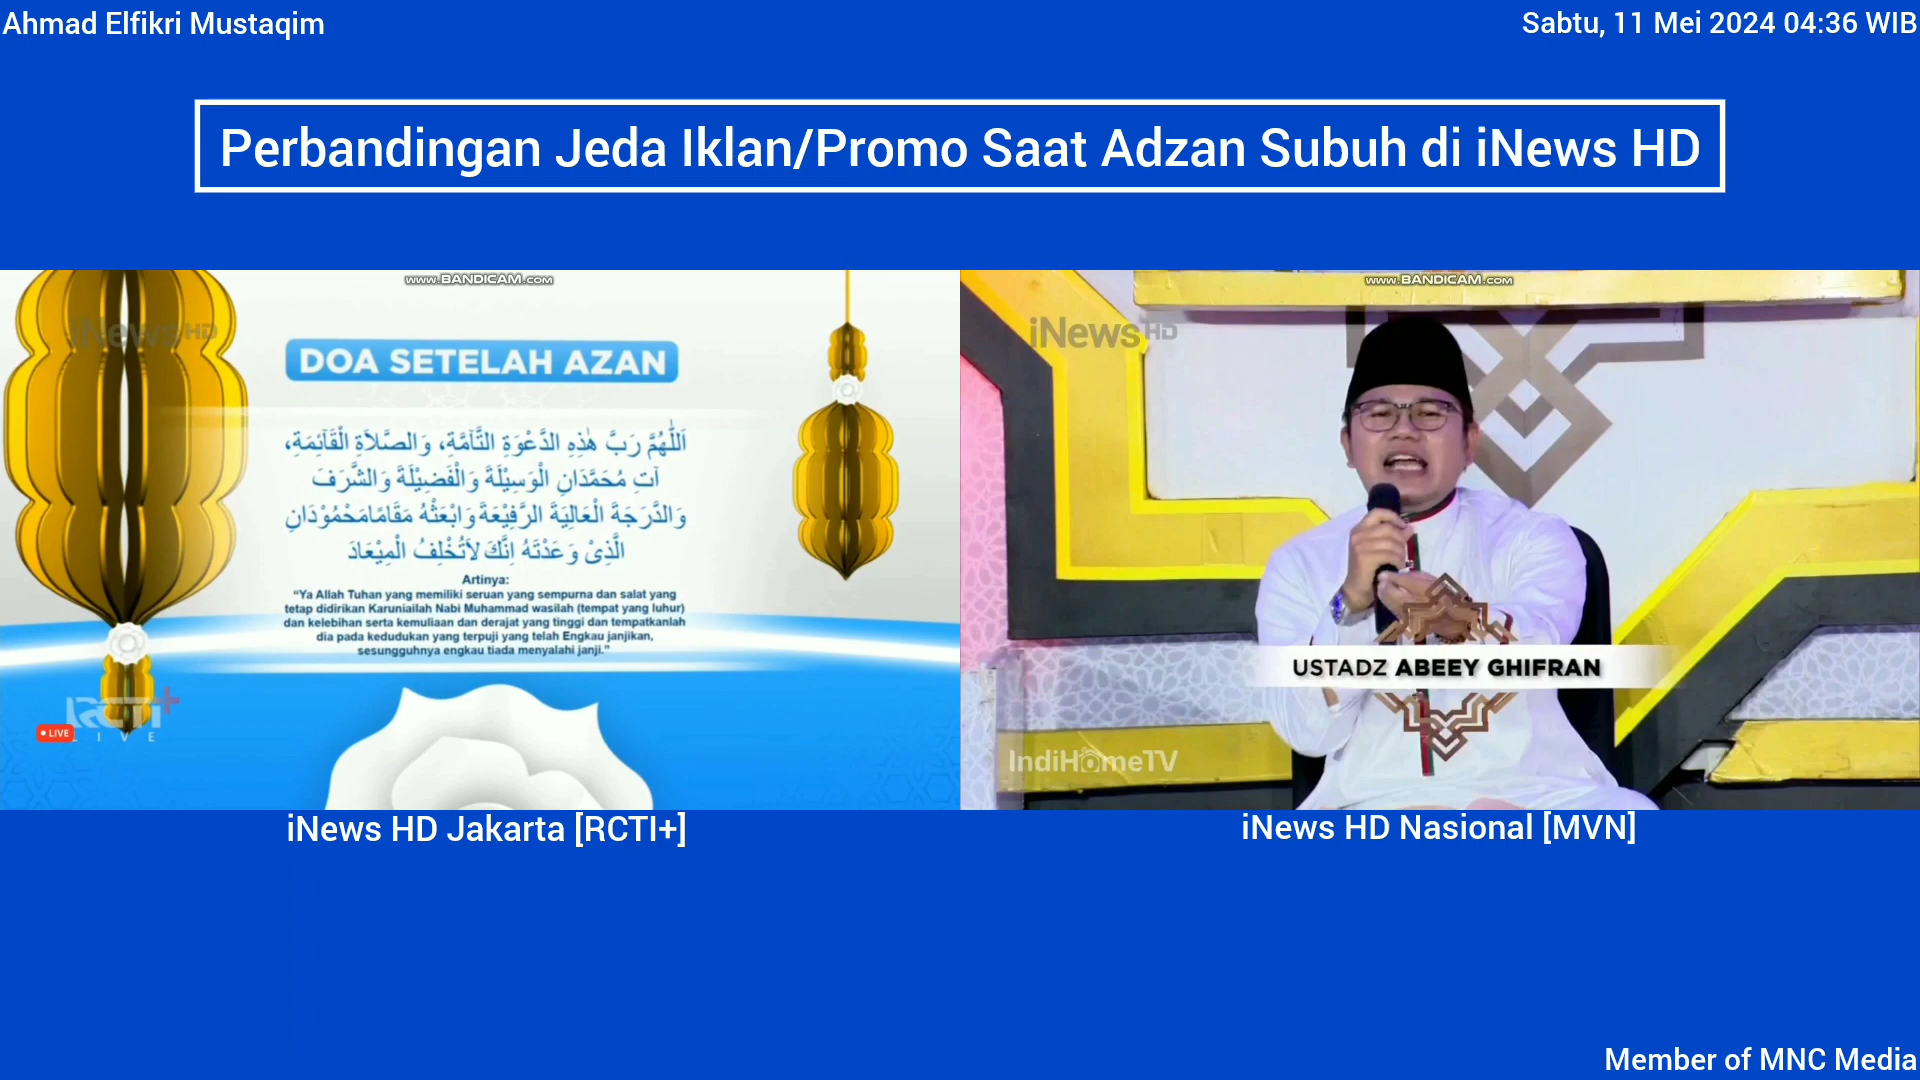 Ahmad Elfikri Mustaqim
Sabtu, 11 Mei 2024 04:36 WIB
Perbandingan Jeda Iklan/Promo Saat Adzan Subuh di iNews HD
www.BANDICAM.com
iNews HD
DOA SETELAH AZAN
اَللّٰهُمَّ رَبَّ هٰذِهِ الدَّعْوَةِ التَّآمَّةِ، وَالصَّلَاةِ الْقَآئِمَةِ،
آتِ مُحَمَّدَانِ الْوَسِيْلَةَ وَالْفَضِيْلَةَ وَالشَّرَفَ
وَالدَّرَجَةَ الْعَالِيَةَ الرَّفِيْعَةَ وَابْعَثْهُ مَقَامًامَحْمُوْدَانِ
الَّذِىْ وَعَدْتَهُ اِنَّكَ لَاتُخْلِفُ الْمِيْعَادَ
Artinya:
“Ya Allah Tuhan yang memiliki seruan yang sempurna dan salat yang
tetap didirikan Karuniailah Nabi Muhammad wasilah (tempat yang luhur)
dan kelebihan serta kemuliaan dan derajat yang tinggi dan tempatkanlah
dia pada kedudukan yang terpuji yang telah Engkau janjikan,
sesungguhnya engkau tiada menyalahi janji.”
RCTI+
LIVE
LIVE
www.BANDICAM.com
iNews HD
USTADZ ABEEY GHIFRAN
IndiHomeTV
iNews HD Jakarta [RCTI+]
iNews HD Nasional [MVN]
Member of MNC Media